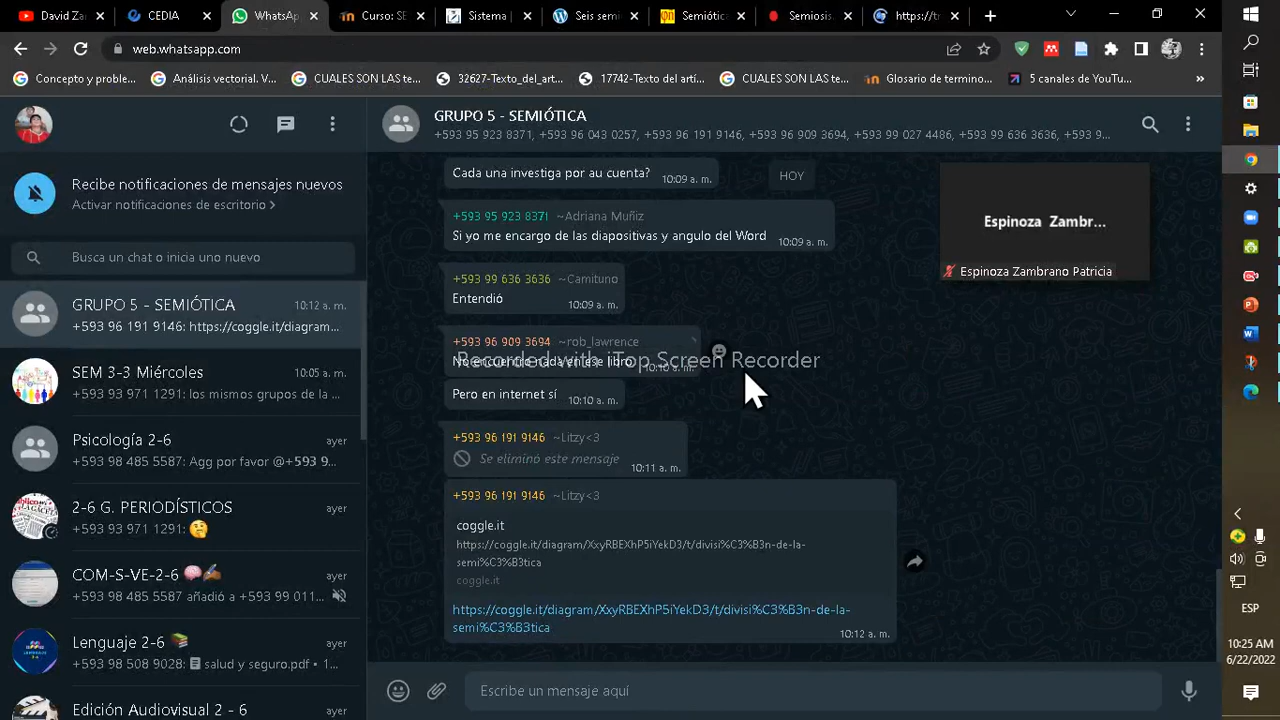 David Za
CEDIA
WhatsAp
Curso: SE
Sistema
Seis sem
Semiótic
Semiosis
https://t
web.whatsapp.com
Concepto y proble...
Análisis vectorial. V...
CUALES SON LAS te...
32627-Texto_del_art...
17742-Texto del artí...
CUALES SON LAS te...
Glosario de termino...
5 canales de YouTu...
GRUPO 5 - SEMIÓTICA
+593 95 923 8371, +593 96 043 0257, +593 96 191 9146, +593 96 909 3694, +593 99 027 4486, +593 99 636 3636, +593 9...
Recibe notificaciones de mensajes nuevos
Activar notificaciones de escritorio >
Busca un chat o inicia uno nuevo
GRUPO 5 - SEMIÓTICA 10:12 a. m.
+593 96 191 9146: https://coggle.it/diagram...
SEM 3-3 Miércoles 10:05 a. m.
+593 93 971 1291: los mismos grupos de la ...
Psicología 2-6 ayer
+593 98 485 5587: Agg por favor @+593 9...
2-6 G. PERIODÍSTICOS ayer
+593 93 971 1291: 🤔
COM-S-VE-2-6 🧠✍🏽 ayer
+593 98 485 5587 añadió a +593 99 011...
Lenguaje 2-6 📚 ayer
+593 98 508 9028: salud y seguro.pdf • 1...
Edición Audiovisual 2 - 6 ayer
Cada una investiga por au cuenta? 10:09 a. m.
HOY
+593 95 923 8371 ~Adriana Muñiz
Si yo me encargo de las diapositivas y angulo del Word 10:09 a. m.
+593 99 636 3636 ~Camituno
Entendió 10:09 a. m.
+593 96 909 3694 ~rob_lawrence
No encuentro nada en ese libro 10:10 a. m.
Recorded with iTop Screen Recorder
Pero en internet sí 10:10 a. m.
+593 96 191 9146 ~Litzy<3
Se eliminó este mensaje 10:11 a. m.
+593 96 191 9146 ~Litzy<3
coggle.it
https://coggle.it/diagram/XxyRBEXhP5iYekD3/t/divisi%C3%B3n-de-la-
semi%C3%B3tica
coggle.it
https://coggle.it/diagram/XxyRBEXhP5iYekD3/t/divisi%C3%B3n-de-la-
semi%C3%B3tica 10:12 a. m.
Escribe un mensaje aquí
Espinoza Zambr...
Espinoza Zambrano Patricia
ESP
10:25 AM
6/22/2022